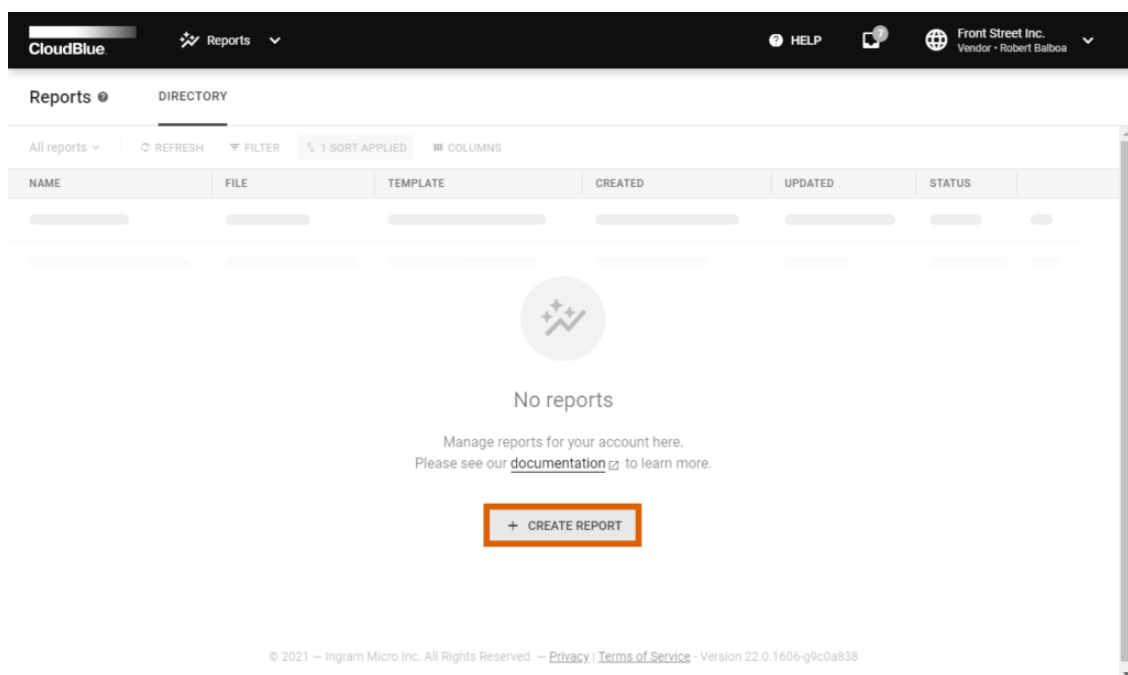 CloudBlue
Reports
HELP
7
Front Street Inc.
Vendor • Robert Balboa
Reports
DIRECTORY
All reports
REFRESH
FILTER
1 SORT APPLIED
COLUMNS
NAME
FILE
TEMPLATE
CREATED
UPDATED
STATUS
No reports
Manage reports for your account here.
Please see our documentation to learn more.
+ CREATE REPORT
© 2021 – Ingram Micro Inc. All Rights Reserved. – Privacy | Terms of Service - Version 22.0.1606-g9c0a838